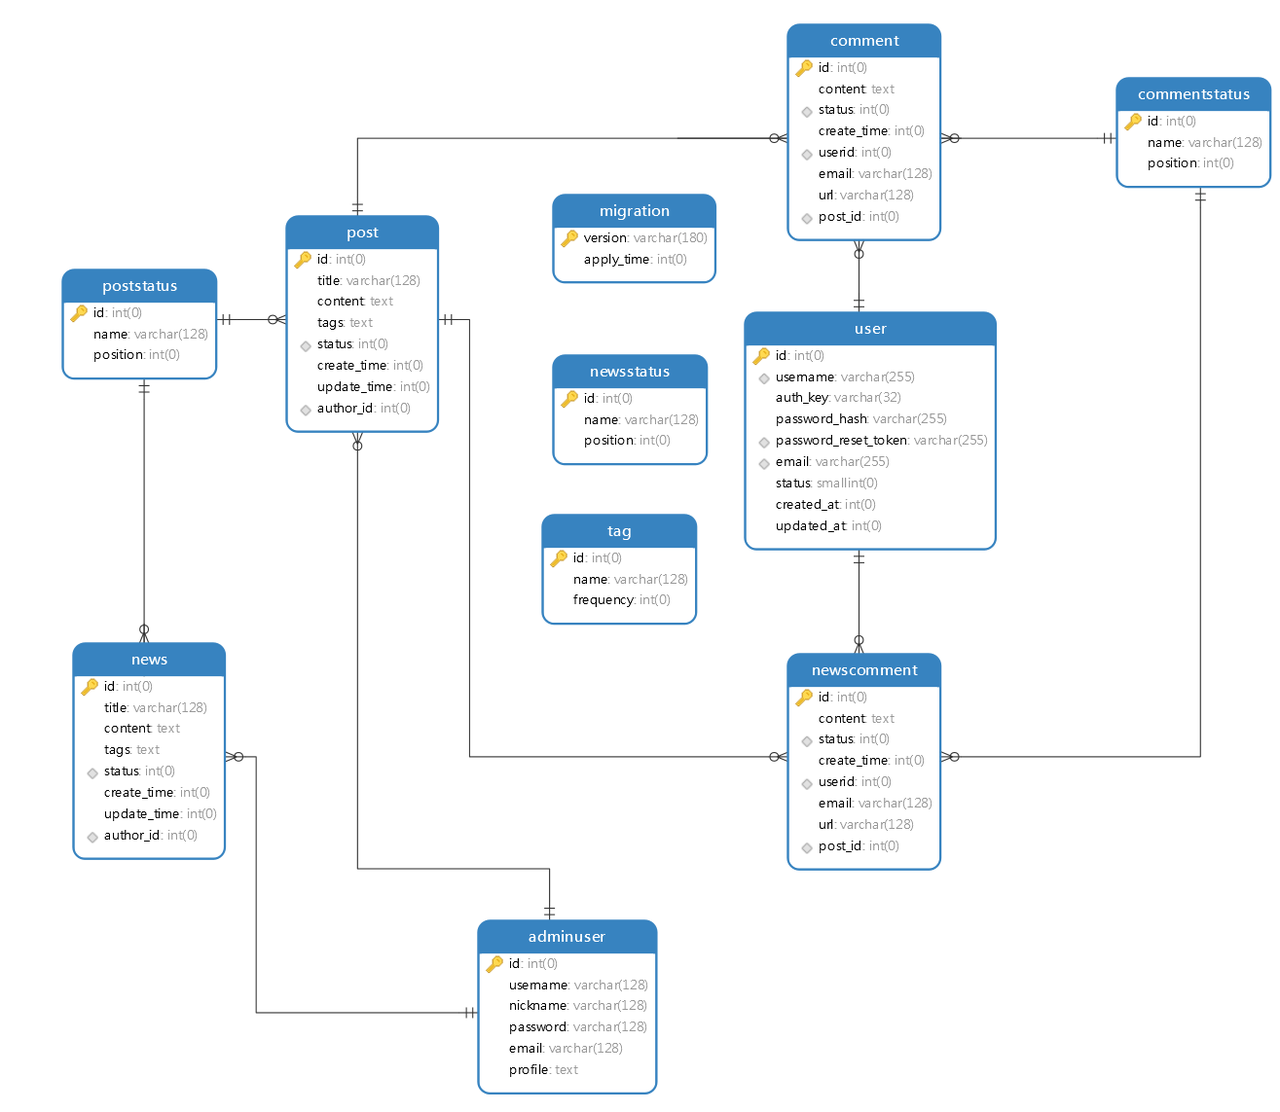 comment
id: int(0)
content: text
status: int(0)
create_time: int(0)
userid: int(0)
email: varchar(128)
url: varchar(128)
post_id: int(0)
commentstatus
id: int(0)
name: varchar(128)
position: int(0)
migration
version: varchar(180)
apply_time: int(0)
post
id: int(0)
title: varchar(128)
content: text
tags: text
status: int(0)
create_time: int(0)
update_time: int(0)
author_id: int(0)
poststatus
id: int(0)
name: varchar(128)
position: int(0)
newsstatus
id: int(0)
name: varchar(128)
position: int(0)
user
id: int(0)
username: varchar(255)
auth_key: varchar(32)
password_hash: varchar(255)
password_reset_token: varchar(255)
email: varchar(255)
status: smallint(0)
created_at: int(0)
updated_at: int(0)
tag
id: int(0)
name: varchar(128)
frequency: int(0)
news
id: int(0)
title: varchar(128)
content: text
tags: text
status: int(0)
create_time: int(0)
update_time: int(0)
author_id: int(0)
newscomment
id: int(0)
content: text
status: int(0)
create_time: int(0)
userid: int(0)
email: varchar(128)
url: varchar(128)
post_id: int(0)
adminuser
id: int(0)
username: varchar(128)
nickname: varchar(128)
password: varchar(128)
email: varchar(128)
profile: text